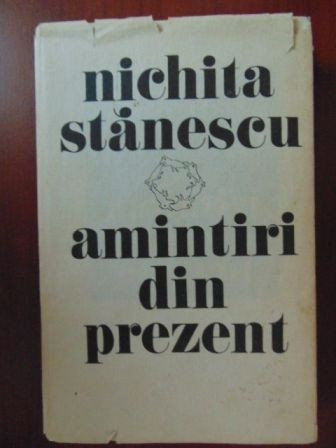 nichita
stănescu
amintiri
din
prezent